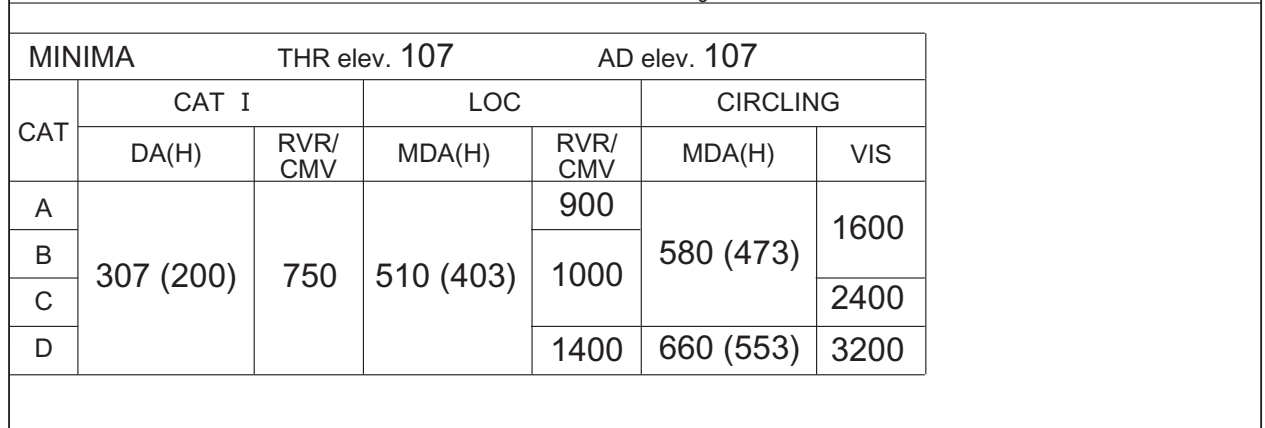 MINIMA THR elev. 107 AD elev. 107
CAT CAT I LOC CIRCLING
DA(H) RVR/CMV MDA(H) RVR/CMV MDA(H) VIS
A 307 (200) 750 510 (403) 900 580 (473) 1600
B 1000
C 2400
D 1400 660 (553) 3200